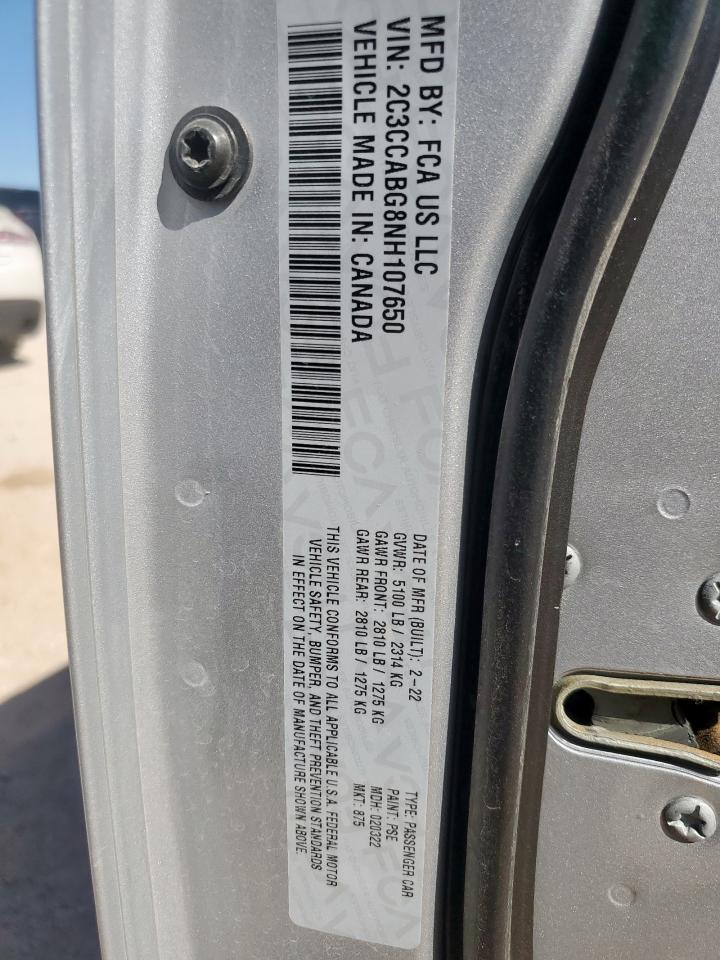 MFD BY: FCA US LLC
VIN: 2C3CCABG8NH107650
VEHICLE MADE IN: CANADA
DATE OF MFR (BUILT): 2-22
GVWR: 5100 LB / 2314 KG
GAWR FRONT: 2810 LB / 1275 KG
GAWR REAR: 2810 LB / 1275 KG
TYPE: PASSENGER CAR
PAINT: PSE
MDH: 020322
MKT: 875
THIS VEHICLE CONFORMS TO ALL APPLICABLE U.S.A. FEDERAL MOTOR
VEHICLE SAFETY, BUMPER, AND THEFT PREVENTION STANDARDS
IN EFFECT ON THE DATE OF MANUFACTURE SHOWN ABOVE.